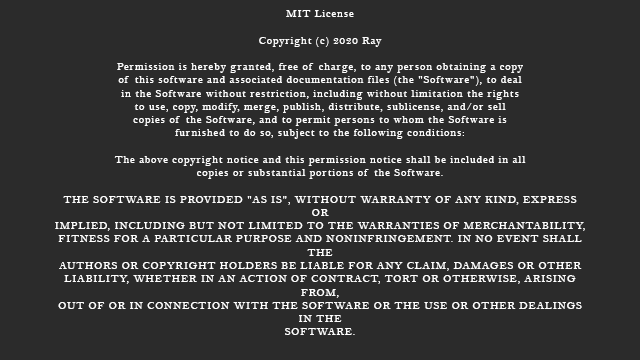 MIT License
Copyright (c) 2020 Ray
Permission is hereby granted, free of charge, to any person obtaining a copy
of this software and associated documentation files (the "Software"), to deal
in the Software without restriction, including without limitation the rights
to use, copy, modify, merge, publish, distribute, sublicense, and/or sell
copies of the Software, and to permit persons to whom the Software is
furnished to do so, subject to the following conditions:
The above copyright notice and this permission notice shall be included in all
copies or substantial portions of the Software.
THE SOFTWARE IS PROVIDED "AS IS", WITHOUT WARRANTY OF ANY KIND, EXPRESS
OR
IMPLIED, INCLUDING BUT NOT LIMITED TO THE WARRANTIES OF MERCHANTABILITY,
FITNESS FOR A PARTICULAR PURPOSE AND NONINFRINGEMENT. IN NO EVENT SHALL
THE
AUTHORS OR COPYRIGHT HOLDERS BE LIABLE FOR ANY CLAIM, DAMAGES OR OTHER
LIABILITY, WHETHER IN AN ACTION OF CONTRACT, TORT OR OTHERWISE, ARISING
FROM,
OUT OF OR IN CONNECTION WITH THE SOFTWARE OR THE USE OR OTHER DEALINGS
IN THE
SOFTWARE.